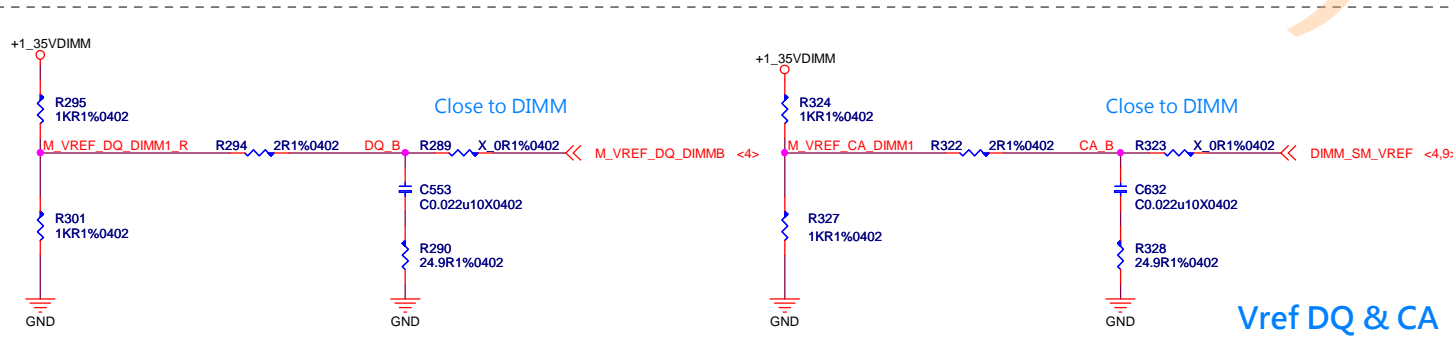 +1_35VDIMM
R295
1KR1%0402
Close to DIMM
M_VREF_DQ_DIMM1_R
R294
2R1%0402
DQ_B
R289
X_0R1%0402
M_VREF_DQ_DIMMB <4>
C553
C0.022u10X0402
R301
1KR1%0402
R290
24.9R1%0402
GND
GND
+1_35VDIMM
R324
1KR1%0402
Close to DIMM
M_VREF_CA_DIMM1
R322
2R1%0402
CA_B
R323
X_0R1%0402
DIMM_SM_VREF <4,9
C632
C0.022u10X0402
R327
1KR1%0402
R328
24.9R1%0402
GND
GND
Vref DQ & CA